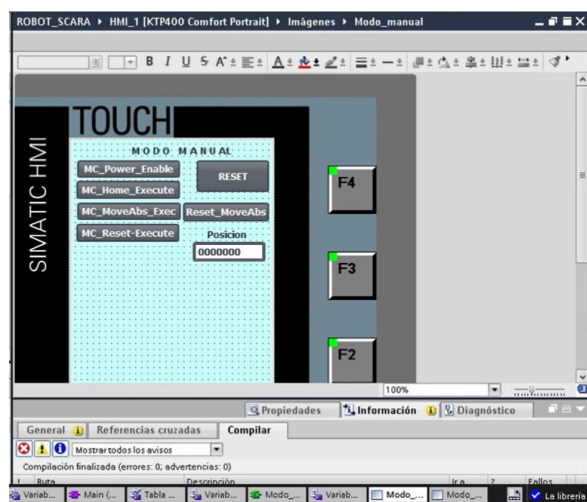 ROBOT_SCARA ▸ HMI_1 [KTP400 Comfort Portrait] ▸ Imágenes ▸ Modo_manual
B I U S A
TOUCH
SIMATIC HMI
MODO MANUAL
MC_Power_Enable
RESET
MC_Home_Execute
MC_MoveAbs_Exec Reset_MoveAbs
MC_Reset-Execute Posicion
0000000
F4
F3
F2
100%
Propiedades Información Diagnóstico
General Referencias cruzadas Compilar
Mostrar todos los avisos
Compilación finalizada (errores: 0; advertencias: 0)
! Ruta Descripción Ir a ? Fallos
Variab... Main (... Tabla ... Variab... Modo_... Variab... Modo_... Modo_... La librería